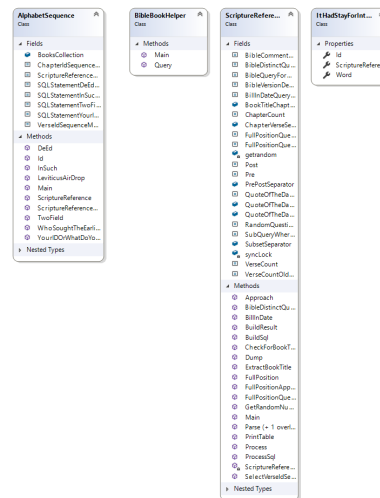 AlphabetSequence
Class
Fields
BooksCollection
ChapterIdSequence...
ScriptureReference...
SQLStatementDeEd...
SQLStatementInSuc...
SQLStatementTwoFi...
SQLStatementYourI...
VerseIdSequenceM...
Methods
DeEd
Id
InSuch
LeviticusAirDrop
Main
ScriptureReference
ScriptureReference...
TwoField
WhoSoughtTheEarli...
YourIDOrWhatDoYo...
Nested Types
BibleBookHelper
Class
Methods
Main
Query
ScriptureRefere...
Class
Fields
BibleComment...
BibleDistinctQu...
BibleQueryFor...
BibleVersionDe...
BillInDateQuery...
BookTitleChapt...
ChapterCount
ChapterVerseSe...
FullPositionQue...
FullPositionQue...
getrandom
Post
Pre
PrePostSeparator
QuoteOfTheDa...
QuoteOfTheDa...
QuoteOfTheDa...
RandomQuesti...
SubQueryWher...
SubsetSeparator
syncLock
VerseCount
VerseCountOld...
Methods
Approach
BibleDistinctQu...
BillInDate
BuildResult
BuildSql
CheckForBookT...
Dump
ExtractBookTitle
FullPosition
FullPositionApp...
FullPositionQue...
GetRandomNu...
Main
Parse (+ 1 overl...
PrintTable
Process
ProcessSql
ScriptureRefere...
SelectVerseIdSe...
Nested Types
ItHadStayForInt...
Class
Properties
Id
ScriptureRefere
Word